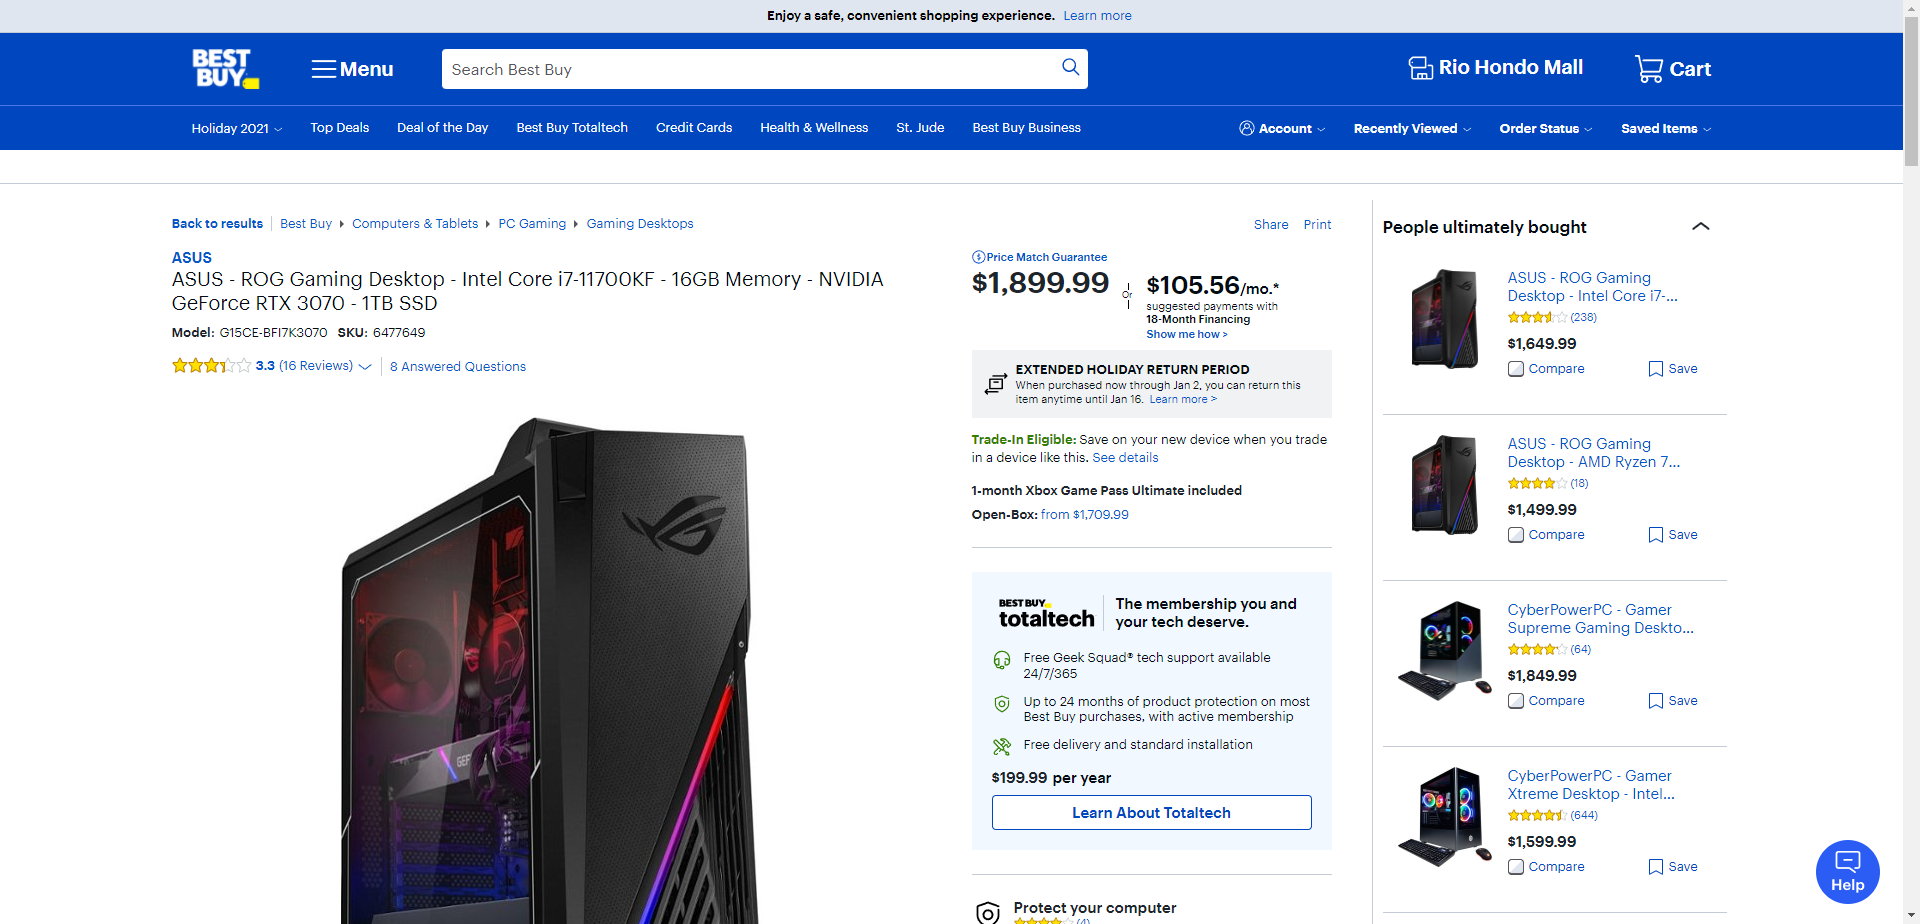 Enjoy a safe, convenient shopping experience. Learn more
BEST BUY
Menu
Search Best Buy
Rio Hondo Mall
Cart
Holiday 2021
Top Deals
Deal of the Day
Best Buy Totaltech
Credit Cards
Health & Wellness
St. Jude
Best Buy Business
Account
Recently Viewed
Order Status
Saved Items
Back to results
Best Buy
Computers & Tablets
PC Gaming
Gaming Desktops
Share
Print
ASUS
ASUS - ROG Gaming Desktop - Intel Core i7-11700KF - 16GB Memory - NVIDIA
GeForce RTX 3070 - 1TB SSD
Model: G15CE-BFI7K3070 SKU: 6477649
3.3 (16 Reviews)
8 Answered Questions
GEF
Price Match Guarantee
$1,899.99
Or
$105.56/mo.*
suggested payments with
18-Month Financing
Show me how >
EXTENDED HOLIDAY RETURN PERIOD
When purchased now through Jan 2, you can return this
item anytime until Jan 16. Learn more >
Trade-In Eligible: Save on your new device when you trade
in a device like this. See details
1-month Xbox Game Pass Ultimate included
Open-Box: from $1,709.99
BEST BUY
totaltech
The membership you and
your tech deserve.
Free Geek Squad® tech support available
24/7/365
Up to 24 months of product protection on most
Best Buy purchases, with active membership
Free delivery and standard installation
$199.99 per year
Learn About Totaltech
Protect your computer
(4)
People ultimately bought
ASUS - ROG Gaming
Desktop - Intel Core i7-...
(238)
$1,649.99
Compare
Save
ASUS - ROG Gaming
Desktop - AMD Ryzen 7...
(18)
$1,499.99
Compare
Save
CyberPowerPC - Gamer
Supreme Gaming Deskto...
(64)
$1,849.99
Compare
Save
CyberPowerPC - Gamer
Xtreme Desktop - Intel...
(644)
$1,599.99
Compare
Save
Help